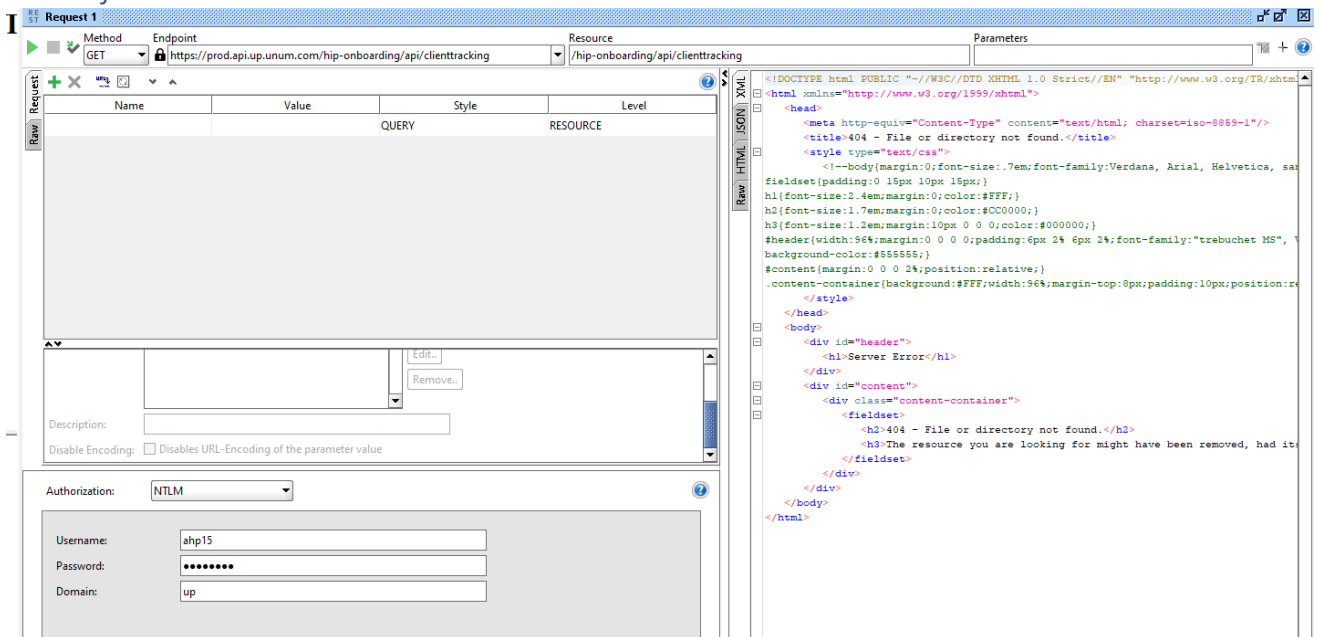 I
REST Request 1
Method Endpoint Resource Parameters
GET https://prod.api.up.unum.com/hip-onboarding/api/clienttracking /hip-onboarding/api/clienttracking
Request
Raw
Name Value Style Level
QUERY RESOURCE
Edit..
Remove..
Description:
Disable Encoding: Disables URL-Encoding of the parameter value
Authorization: NTLM
Username: ahp15
Password: ●●●●●●●●
Domain: up
XML
JSON
HTML
Raw
<!DOCTYPE html PUBLIC "-//W3C//DTD XHTML 1.0 Strict//EN" "http://www.w3.org/TR/xhtml
<html xmlns="http://www.w3.org/1999/xhtml">
<head>
<meta http-equiv="Content-Type" content="text/html; charset=iso-8859-1"/>
<title>404 - File or directory not found.</title>
<style type="text/css">
<!--body{margin:0;font-size:.7em;font-family:Verdana, Arial, Helvetica, san
fieldset{padding:0 15px 10px 15px;}
h1{font-size:2.4em;margin:0;color:#FFF;}
h2{font-size:1.7em;margin:0;color:#CC0000;}
h3{font-size:1.2em;margin:10px 0 0 0;color:#000000;}
#header{width:96%;margin:0 0 0 0;padding:6px 2% 6px 2%;font-family:"trebuchet MS",
background-color:#555555;}
#content{margin:0 0 0 2%;position:relative;}
.content-container{background:#FFF;width:96%;margin-top:8px;padding:10px;position:re
</style>
</head>
<body>
<div id="header">
<h1>Server Error</h1>
</div>
<div id="content">
<div class="content-container">
<fieldset>
<h2>404 - File or directory not found.</h2>
<h3>The resource you are looking for might have been removed, had its
</fieldset>
</div>
</div>
</body>
</html>